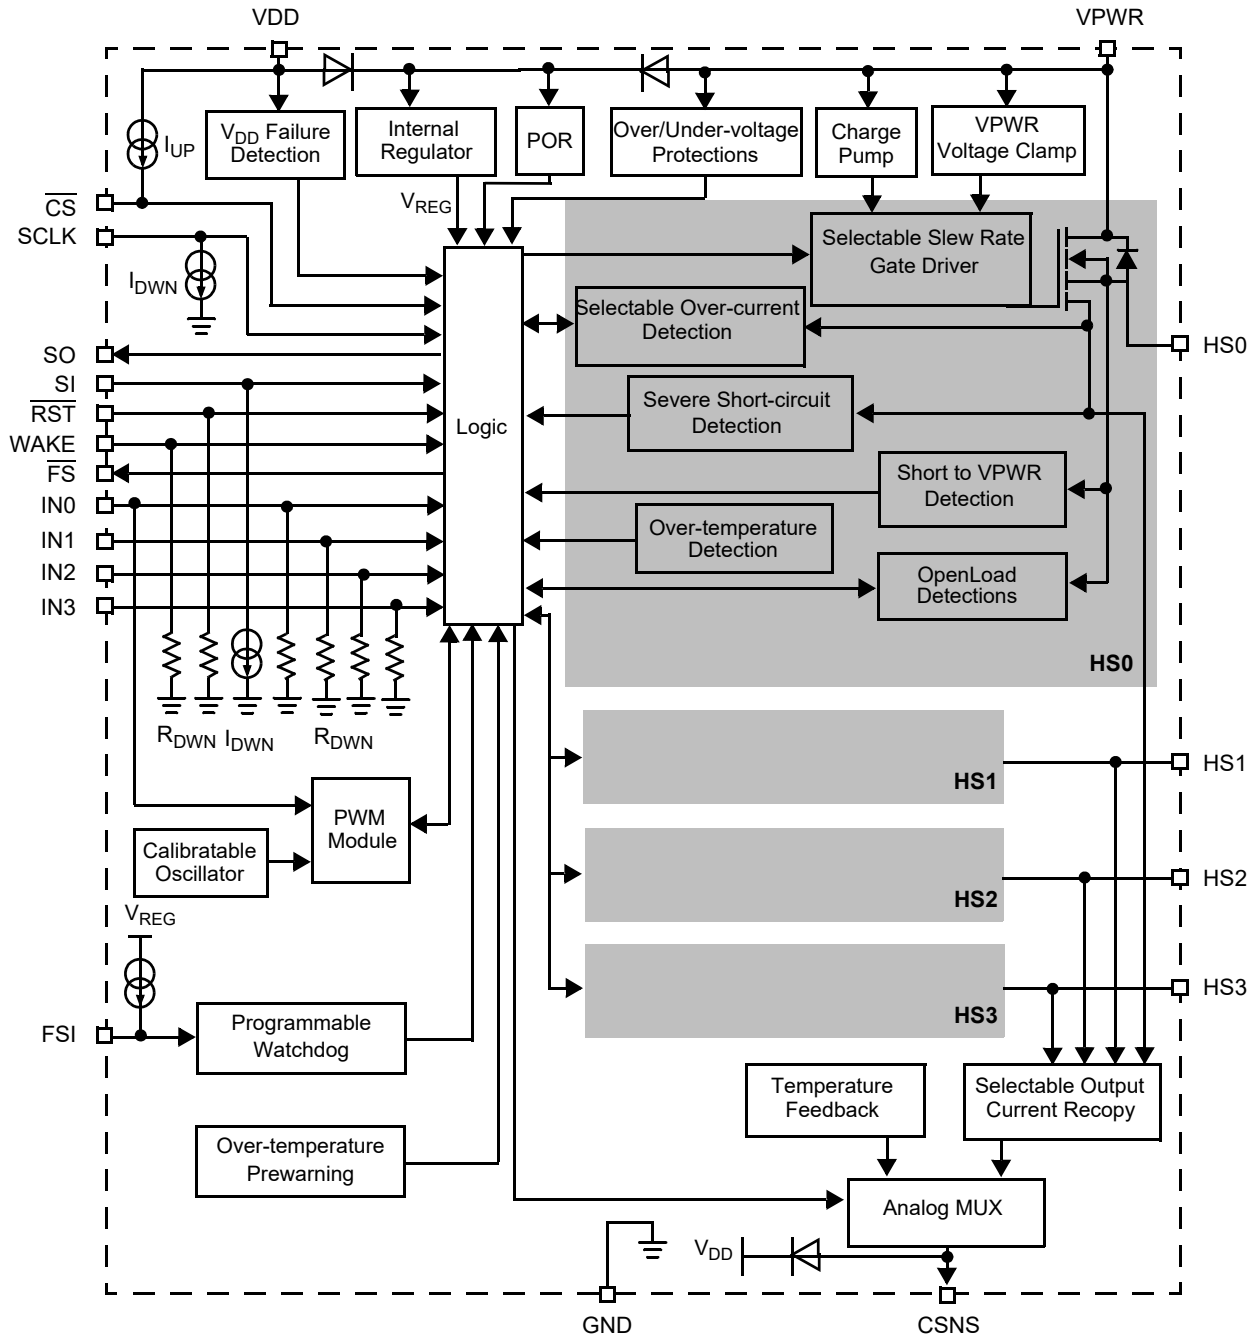 VDD
VPWR
VDD Failure
Detection
Internal
Regulator
POR
Over/Under-voltage
Protections
Charge
Pump
VPWR
Voltage Clamp
IUP
CS
SCLK
IDWN
VREG
SO
SI
RST
WAKE
FS
IN0
IN1
IN2
IN3
Logic
Selectable Slew Rate
Gate Driver
Selectable Over-current
Detection
Severe Short-circuit
Detection
Short to VPWR
Detection
Over-temperature
Detection
OpenLoad
Detections
HS0
HS0
RDWN
IDWN
RDWN
HS1
HS1
PWM
Module
Calibratable
Oscillator
HS2
HS2
VREG
HS3
HS3
FSI
Programmable
Watchdog
Temperature
Feedback
Selectable Output
Current Recopy
Over-temperature
Prewarning
Analog MUX
VDD
GND
CSNS